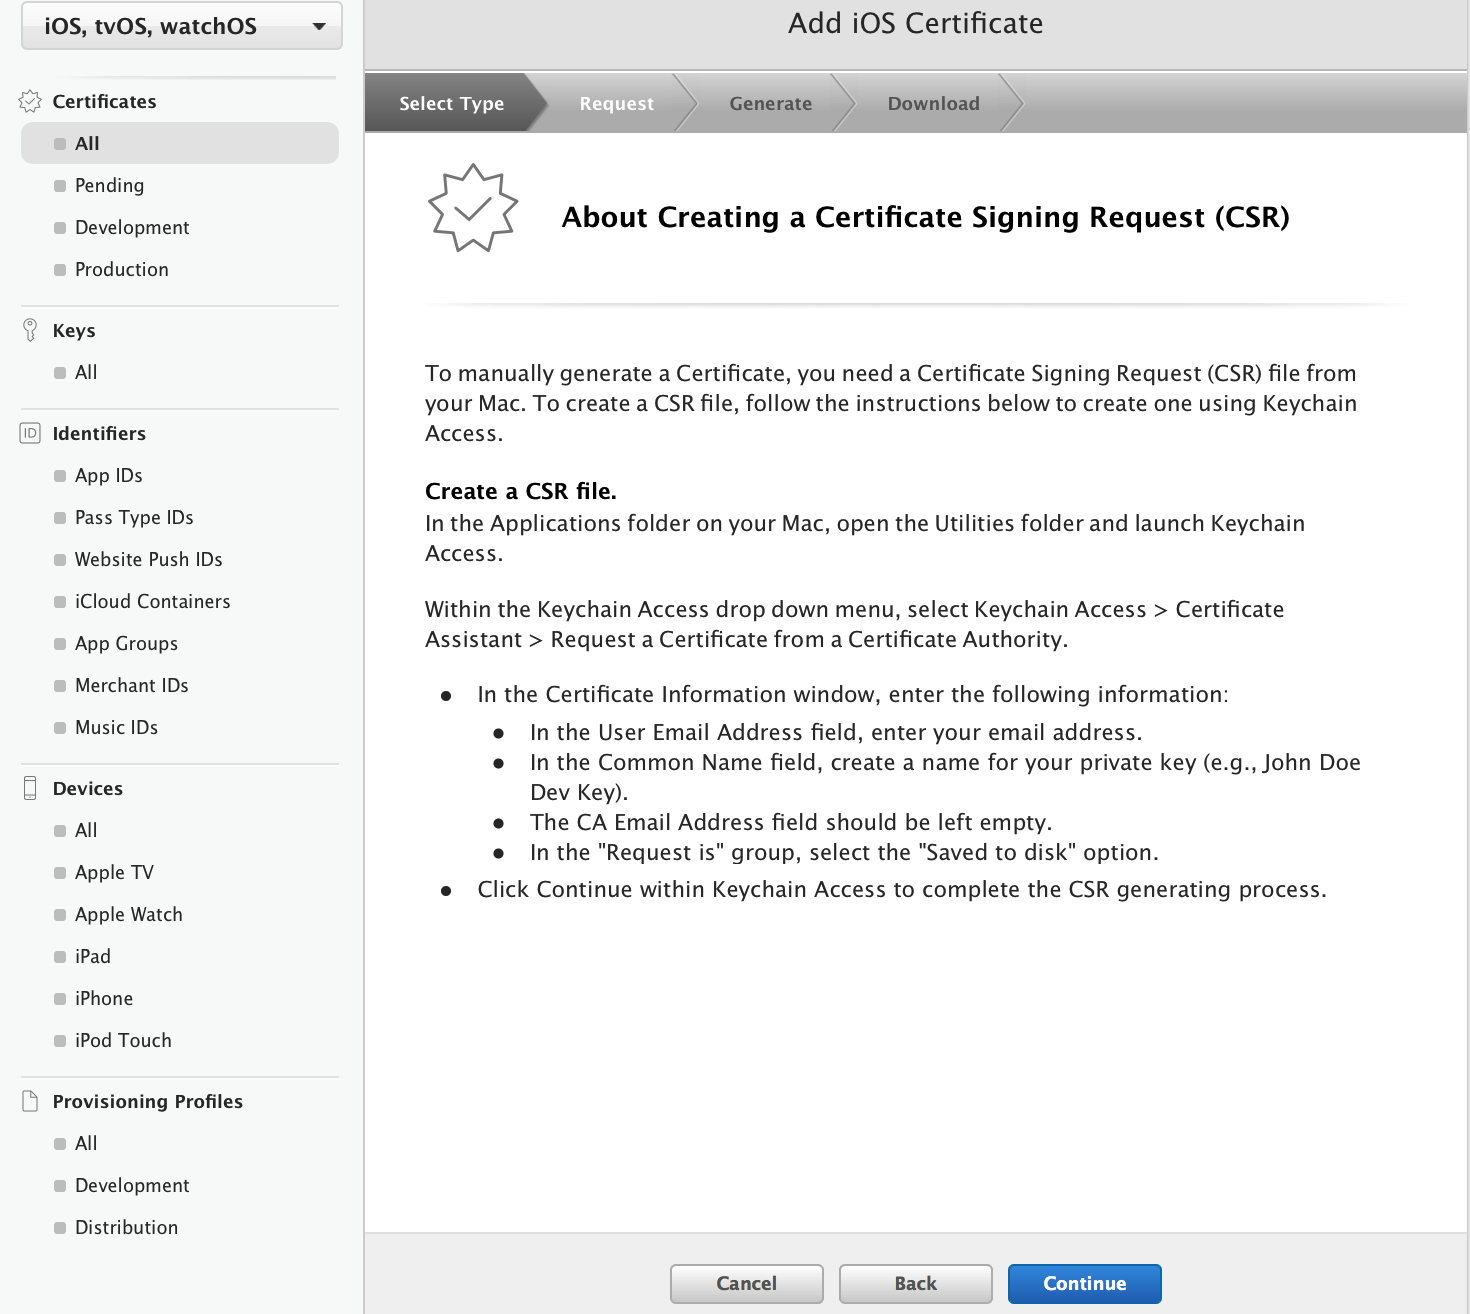 iOS, tvOS, watchOS
Certificates
All
Pending
Development
Production
Keys
All
ID
Identifiers
App IDs
Pass Type IDs
Website Push IDs
iCloud Containers
App Groups
Merchant IDs
Music IDs
Devices
All
Apple TV
Apple Watch
iPad
iPhone
iPod Touch
Provisioning Profiles
All
Development
Distribution
Add iOS Certificate
Select Type
Request
Generate
Download
About Creating a Certificate Signing Request (CSR)
To manually generate a Certificate, you need a Certificate Signing Request (CSR) file from
your Mac. To create a CSR file, follow the instructions below to create one using Keychain
Access.
Create a CSR file.
In the Applications folder on your Mac, open the Utilities folder and launch Keychain
Access.
Within the Keychain Access drop down menu, select Keychain Access > Certificate
Assistant > Request a Certificate from a Certificate Authority.
In the Certificate Information window, enter the following information:
In the User Email Address field, enter your email address.
In the Common Name field, create a name for your private key (e.g., John Doe
Dev Key).
The CA Email Address field should be left empty.
In the "Request is" group, select the "Saved to disk" option.
Click Continue within Keychain Access to complete the CSR generating process.
Cancel
Back
Continue